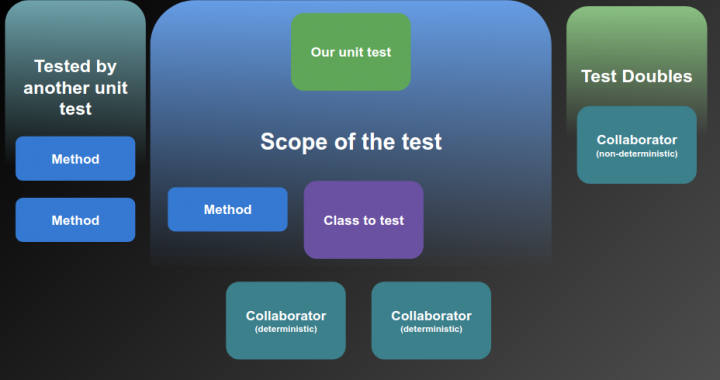 Tested by
another unit
test
Method
Method
Our unit test
Scope of the test
Method
Class to test
Collaborator
(deterministic)
Collaborator
(deterministic)
Test Doubles
Collaborator
(non-deterministic)